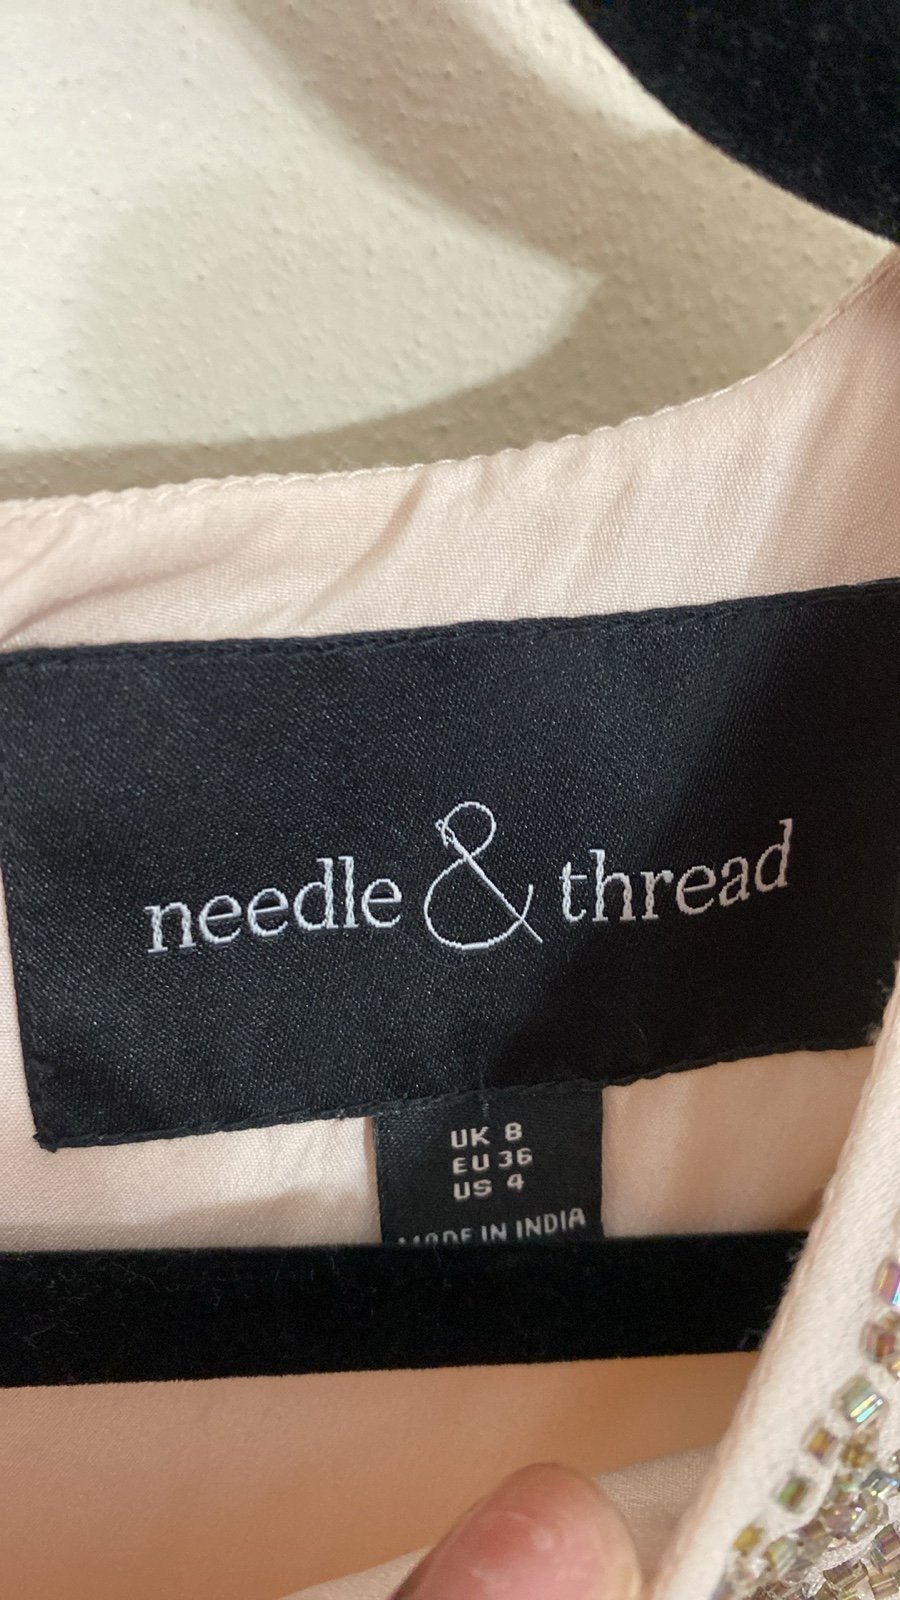 needle & thread
UK 8
EU 36
US 4
MADE IN INDIA